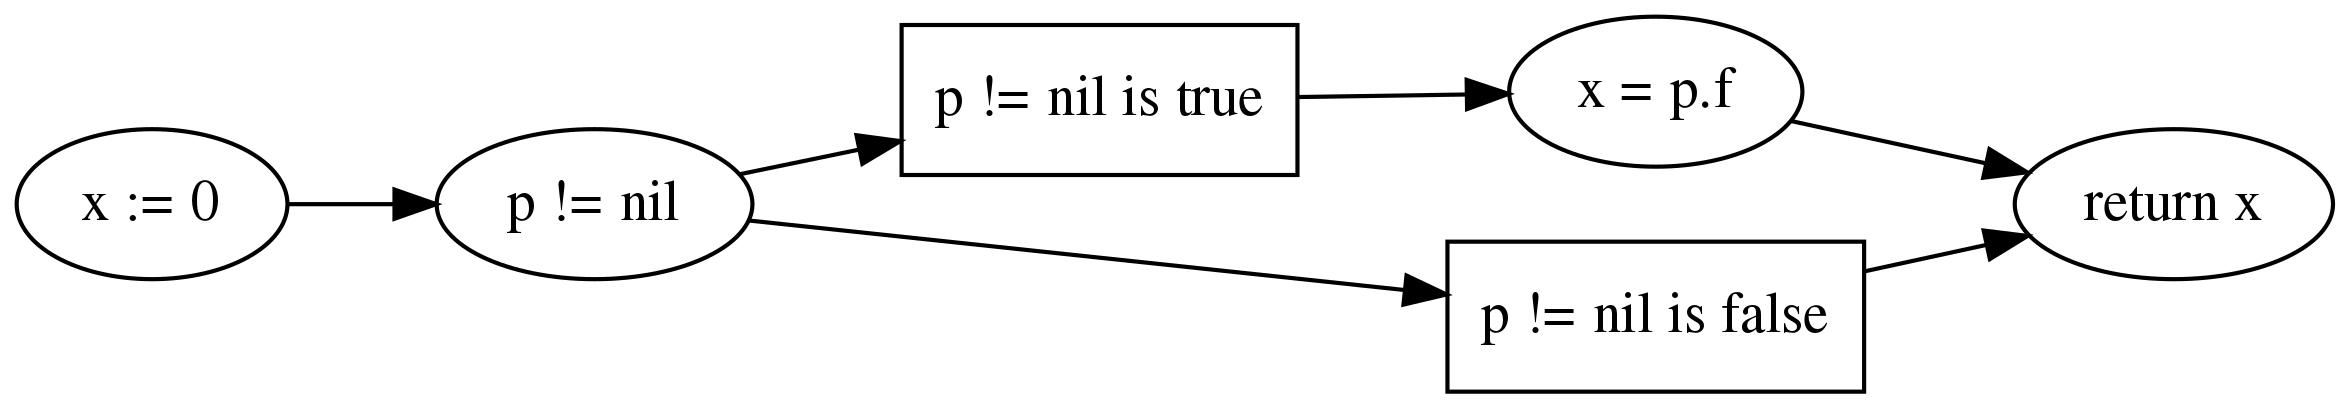 x := 0
p != nil
p != nil is true
x = p.f
p != nil is false
return x